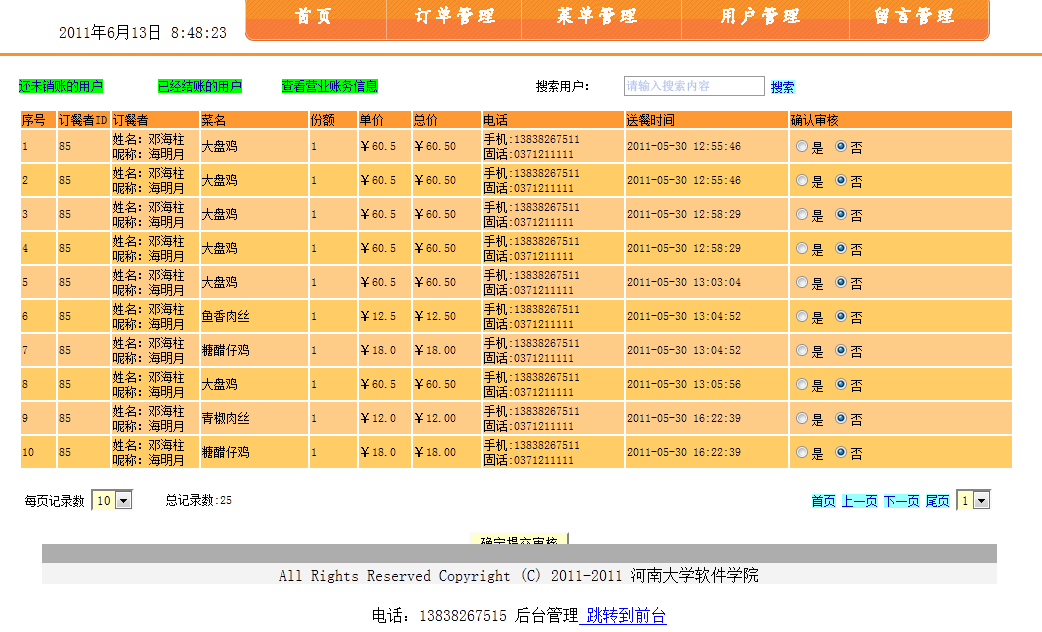 首页 订单管理 菜单管理 用户管理 留言管理
2011年6月13日 8:48:23
还未销账的用户 已经结账的用户 查看营业账务信息 搜索用户: 请输入搜索内容 搜索
序号 订餐者ID 订餐者 菜名 份额 单价 总价 电话 送餐时间 确认审核
1 85 姓名: 邓海柱 大盘鸡 1 ￥60.5 ￥60.50 手机:13838267511 2011-05-30 12:55:46 是 否
昵称: 海明月 固话:0371211111
2 85 姓名: 邓海柱 大盘鸡 1 ￥60.5 ￥60.50 手机:13838267511 2011-05-30 12:55:46 是 否
昵称: 海明月 固话:0371211111
3 85 姓名: 邓海柱 大盘鸡 1 ￥60.5 ￥60.50 手机:13838267511 2011-05-30 12:58:29 是 否
昵称: 海明月 固话:0371211111
4 85 姓名: 邓海柱 大盘鸡 1 ￥60.5 ￥60.50 手机:13838267511 2011-05-30 12:58:29 是 否
昵称: 海明月 固话:0371211111
5 85 姓名: 邓海柱 大盘鸡 1 ￥60.5 ￥60.50 手机:13838267511 2011-05-30 13:03:04 是 否
昵称: 海明月 固话:0371211111
6 85 姓名: 邓海柱 鱼香肉丝 1 ￥12.5 ￥12.50 手机:13838267511 2011-05-30 13:04:52 是 否
昵称: 海明月 固话:0371211111
7 85 姓名: 邓海柱 糖醋仔鸡 1 ￥18.0 ￥18.00 手机:13838267511 2011-05-30 13:04:52 是 否
昵称: 海明月 固话:0371211111
8 85 姓名: 邓海柱 大盘鸡 1 ￥60.5 ￥60.50 手机:13838267511 2011-05-30 13:05:56 是 否
昵称: 海明月 固话:0371211111
9 85 姓名: 邓海柱 青椒肉丝 1 ￥12.0 ￥12.00 手机:13838267511 2011-05-30 16:22:39 是 否
昵称: 海明月 固话:0371211111
10 85 姓名: 邓海柱 糖醋仔鸡 1 ￥18.0 ￥18.00 手机:13838267511 2011-05-30 16:22:39 是 否
昵称: 海明月 固话:0371211111
每页记录数 10 总记录数:25 首页 上一页 下一页 尾页 1
确定提交审核
All Rights Reserved Copyright (C) 2011-2011 河南大学软件学院
电话: 13838267515 后台管理 跳转到前台